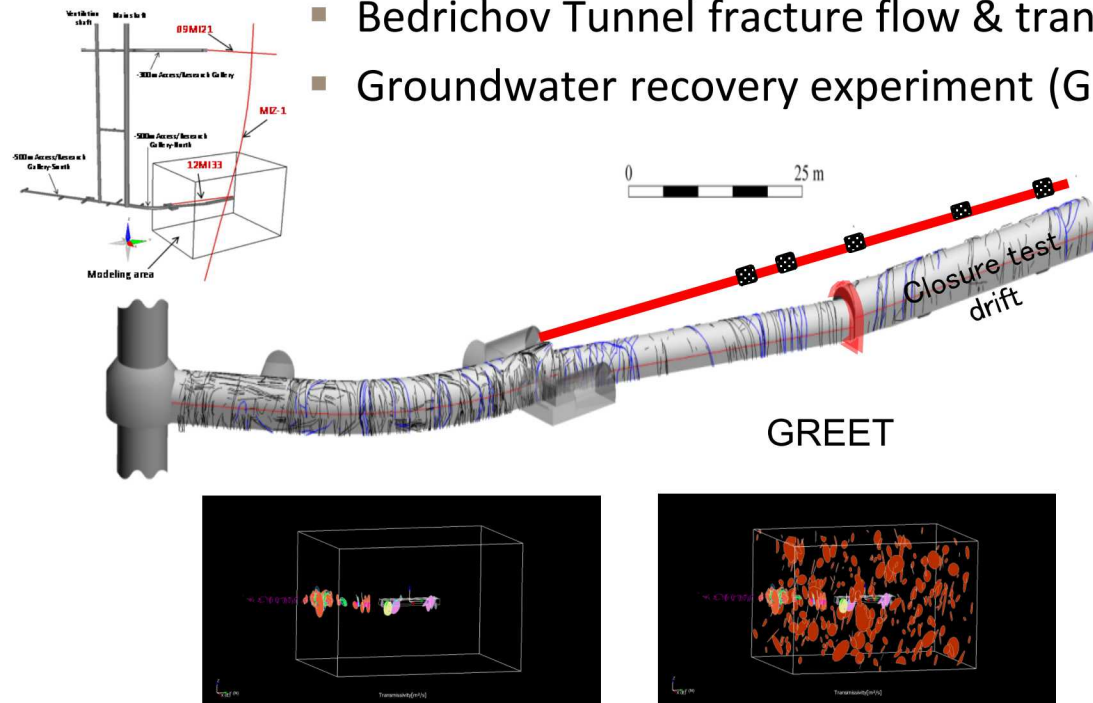 Bedrichov Tunnel fracture flow & tran
Groundwater recovery experiment (G
Ventilation
shaft
Main shaft
09MI21
-300m Access/Research Gallery
MIZ-1
-500m Access/Research
Gallery-North
-500m Access/Research
Gallery-South
12MI33
Modeling area
0
25 m
Closure test
drift
GREET
Transmissivity[m²/s]
Transmissivity[m²/s]